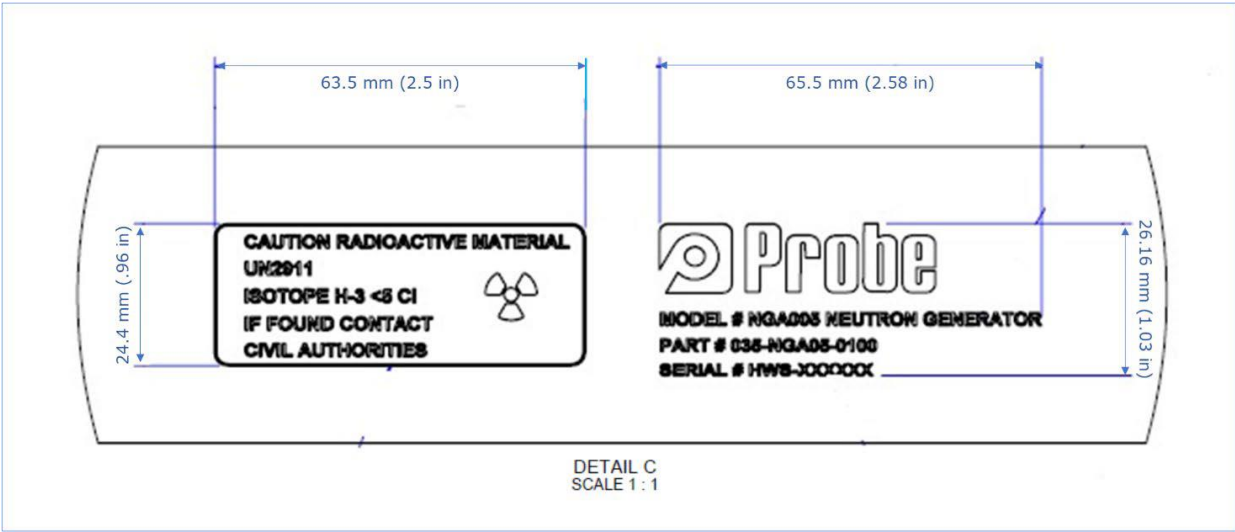 63.5 mm (2.5 in)
65.5 mm (2.58 in)
24.4 mm (.96 in)
CAUTION RADIOACTIVE MATERIAL
UN2911
ISOTOPE H-3 <5 CI
IF FOUND CONTACT
CIVIL AUTHORITIES
Probe
MODEL # NGA005 NEUTRON GENERATOR
PART # 035-NGA05-0100
SERIAL # HWS-XXXXXX
26.16 mm (1.03 in)
DETAIL C
SCALE 1 : 1